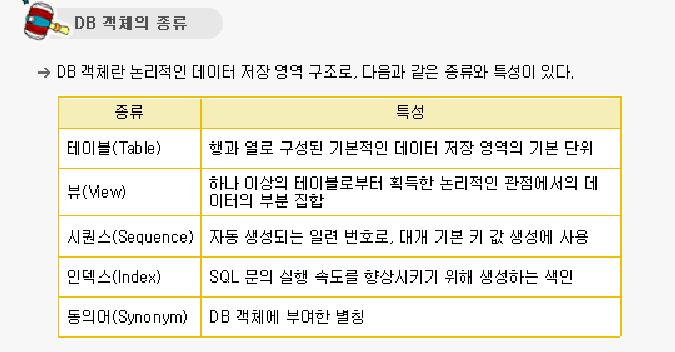 DB 객체의 종류
→ DB 객체란 논리적인 데이터 저장 영역 구조로, 다음과 같은 종류와 특성이 있다.
종류 특성
테이블(Table) 행과 열로 구성된 기본적인 데이터 저장 영역의 기본 단위
뷰(View) 하나 이상의 테이블로부터 획득한 논리적인 관점에서의 데
이터의 부분 집합
시퀀스(Sequence) 자동 생성되는 일련 번호로, 대개 기본 키 값 생성에 사용
인덱스(Index) SQL 문의 실행 속도를 향상시키기 위해 생성하는 색인
동의어(Synonym) DB 객체에 부여한 별칭